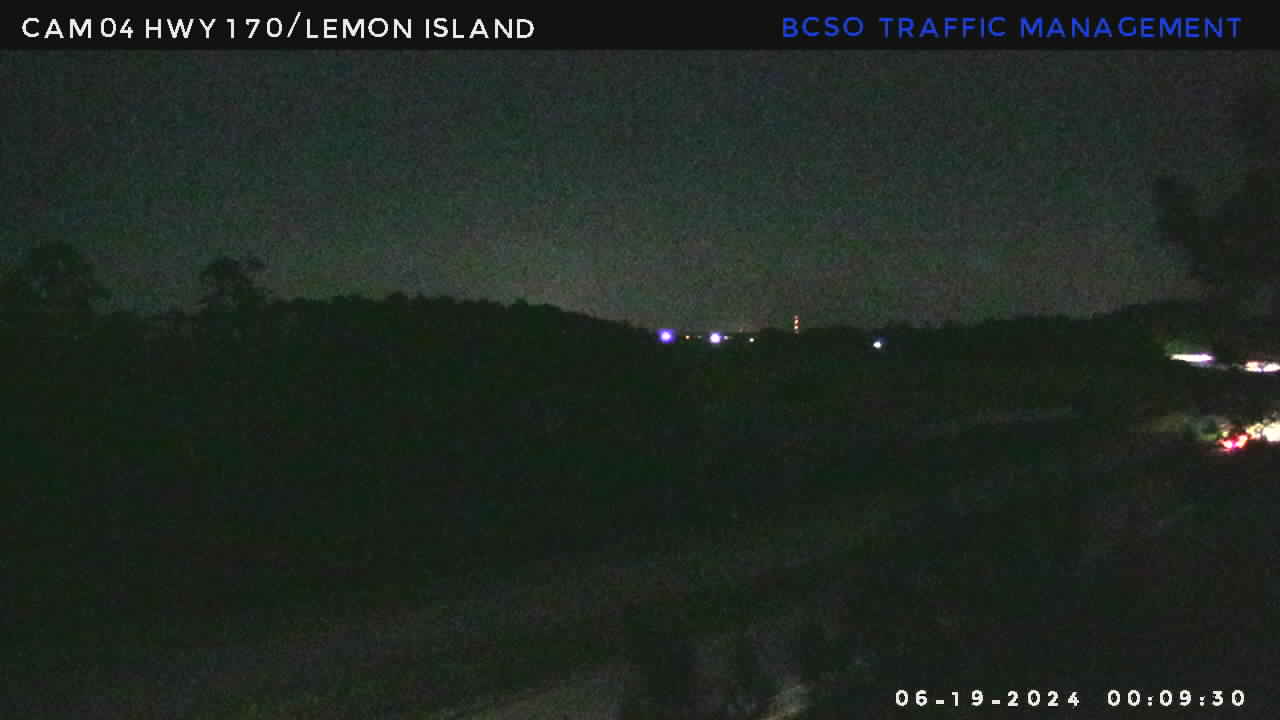 CAM04 HWY 170/LEMON ISLAND
BCSO TRAFFIC MANAGEMENT
06-19-2024 00:09:30